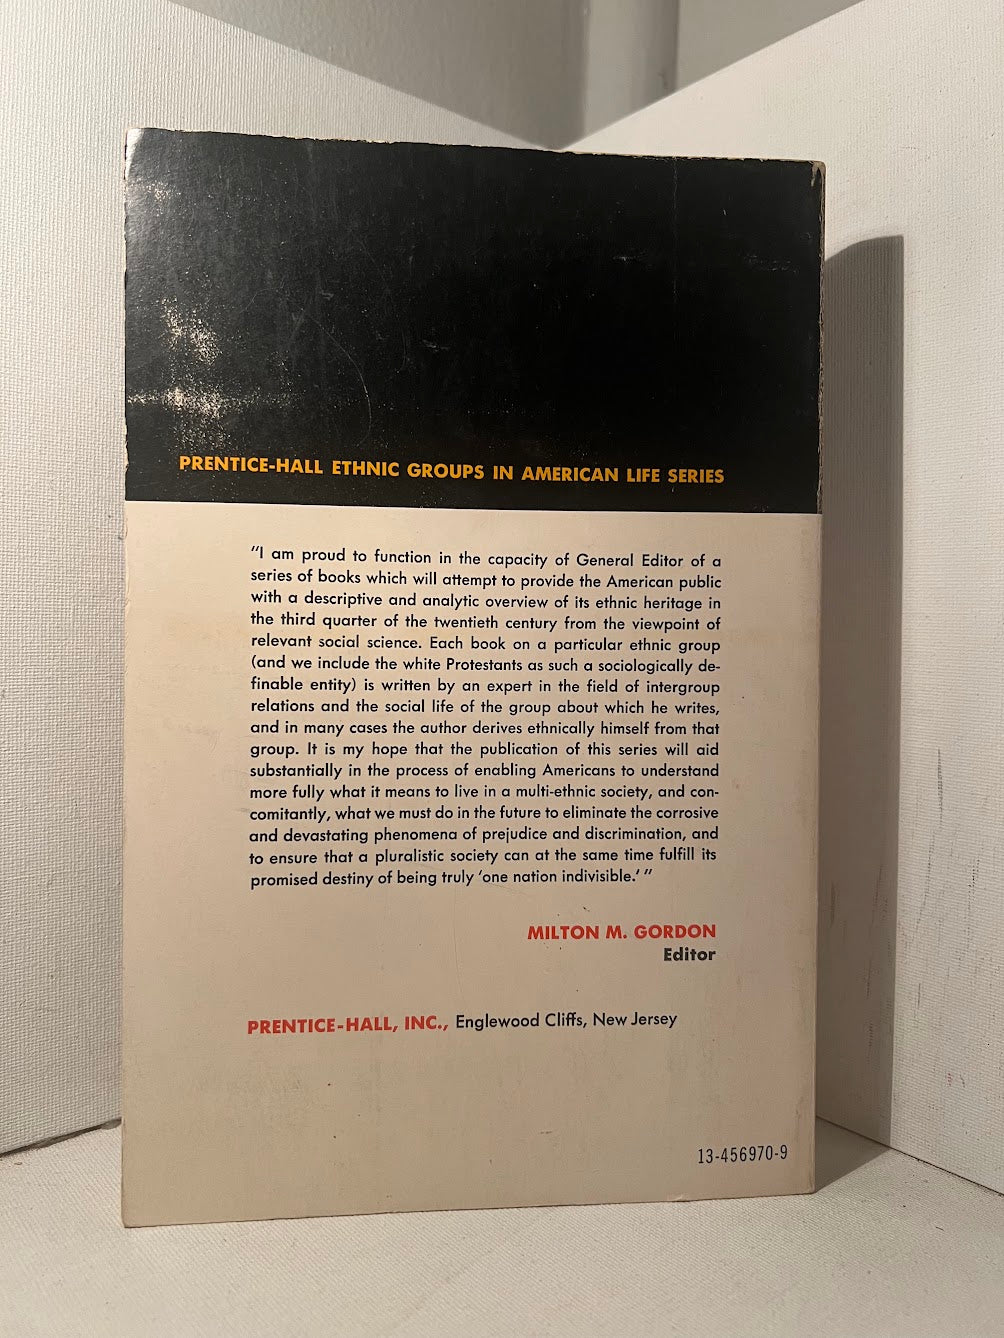 PRENTICE-HALL ETHNIC GROUPS IN AMERICAN LIFE SERIES
"I am proud to function in the capacity of General Editor of a
series of books which will attempt to provide the American public
with a descriptive and analytic overview of its ethnic heritage in
the third quarter of the twentieth century from the viewpoint of
relevant social science. Each book on a particular ethnic group
(and we include the white Protestants as such a sociologically de-
finable entity) is written by an expert in the field of intergroup
relations and the social life of the group about which he writes,
and in many cases the author derives ethnically himself from that
group. It is my hope that the publication of this series will aid
substantially in the process of enabling Americans to understand
more fully what it means to live in a multi-ethnic society, and con-
comitantly, what we must do in the future to eliminate the corrosive
and devastating phenomena of prejudice and discrimination, and
to ensure that a pluralistic society can at the same time fulfill its
promised destiny of being truly 'one nation indivisible.' "
MILTON M. GORDON
Editor
PRENTICE-HALL, INC., Englewood Cliffs, New Jersey
13-456970-9